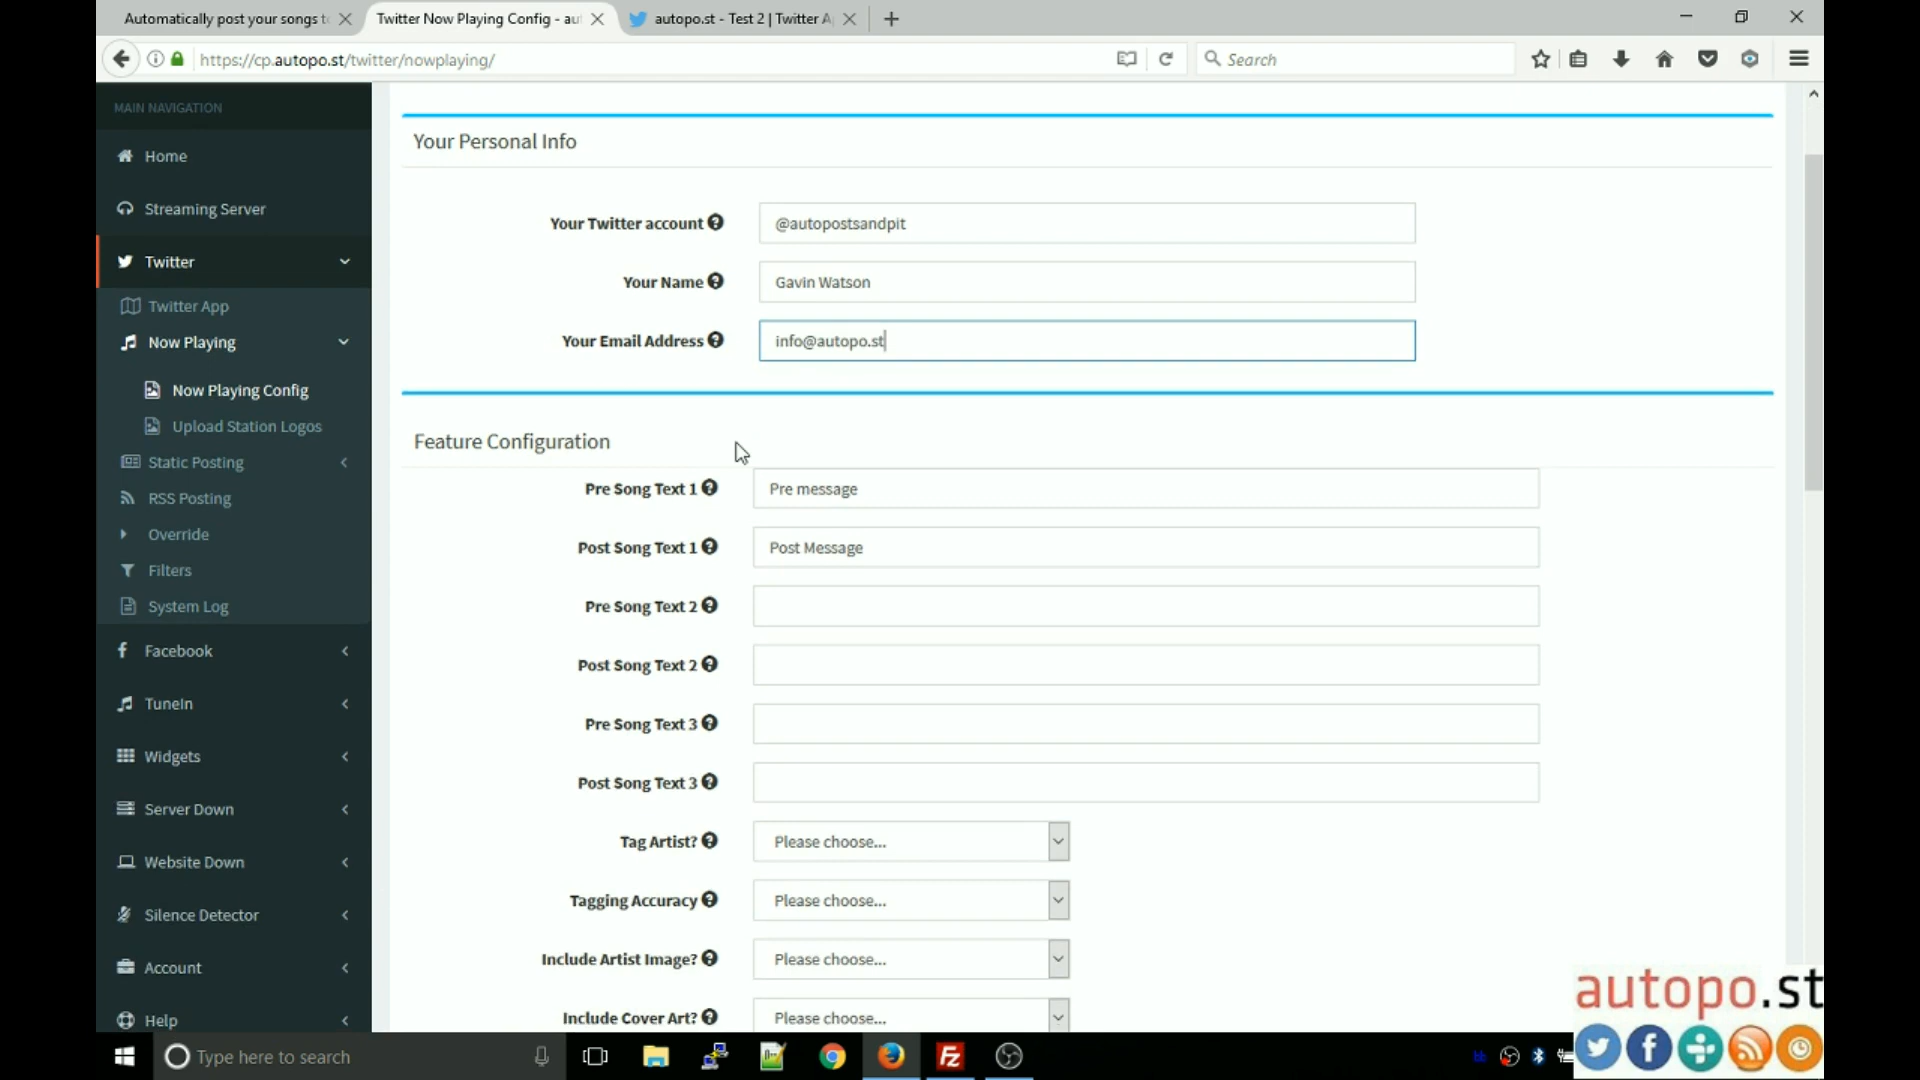 Automatically post your songs to
Twitter Now Playing Config - au
autopo.st - Test 2 | Twitter A
https://cp.autopo.st/twitter/nowplaying/
Search
MAIN NAVIGATION
Home
Streaming Server
Twitter
Twitter App
Now Playing
Now Playing Config
Upload Station Logos
Static Posting
RSS Posting
Override
Filters
System Log
Facebook
TuneIn
Widgets
Server Down
Website Down
Silence Detector
Account
Help
Your Personal Info
Your Twitter account
@autopostsandpit
Your Name
Gavin Watson
Your Email Address
info@autopo.st
Feature Configuration
Pre Song Text 1
Pre message
Post Song Text 1
Post Message
Pre Song Text 2
Post Song Text 2
Pre Song Text 3
Post Song Text 3
Tag Artist?
Please choose...
Tagging Accuracy
Please choose...
Include Artist Image?
Please choose...
Include Cover Art?
Please choose...
autopo.st
Type here to search